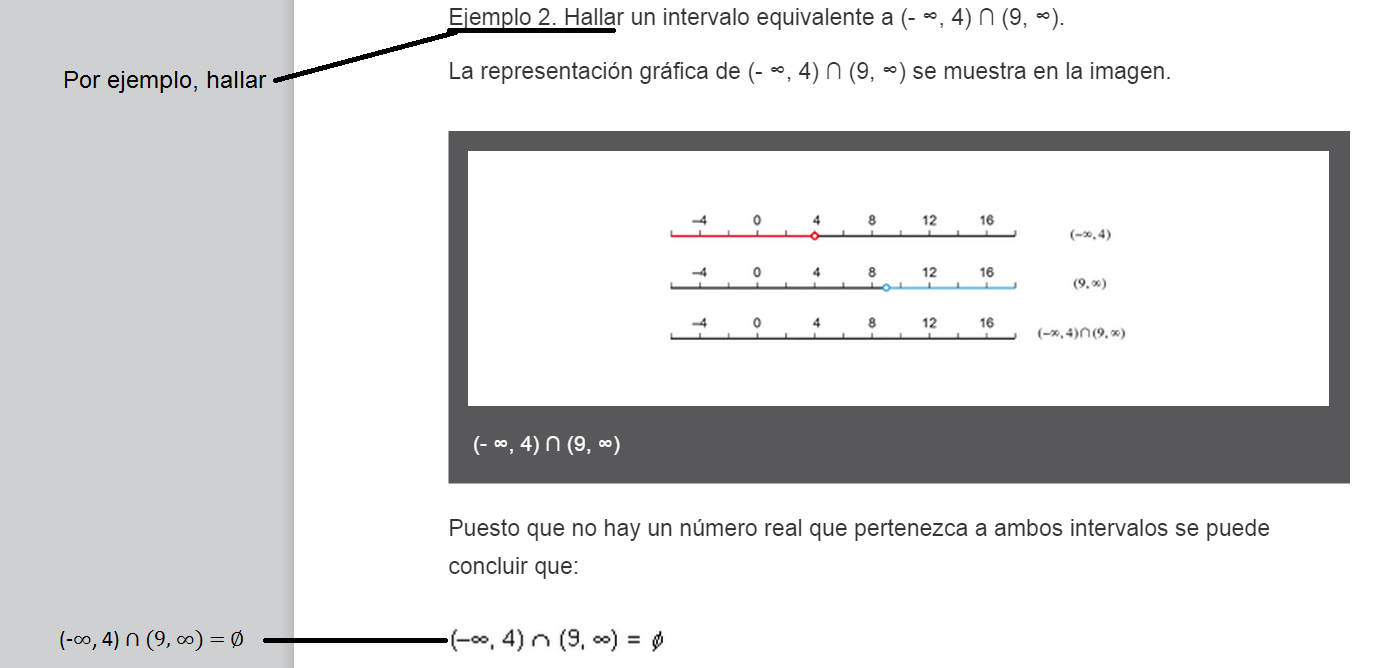 Ejemplo 2. Hallar un intervalo equivalente a (- ∞, 4) ∩ (9, ∞).
Por ejemplo, hallar
La representación gráfica de (- ∞, 4) ∩ (9, ∞) se muestra en la imagen.
–4 0 4 8 12 16
(–∞, 4)
–4 0 4 8 12 16
(9, ∞)
–4 0 4 8 12 16
(–∞, 4)∩(9, ∞)
(- ∞, 4) ∩ (9, ∞)
Puesto que no hay un número real que pertenezca a ambos intervalos se puede
concluir que:
(-∞, 4) ∩ (9, ∞) = ∅
(–∞, 4) ∩ (9, ∞) = ∅